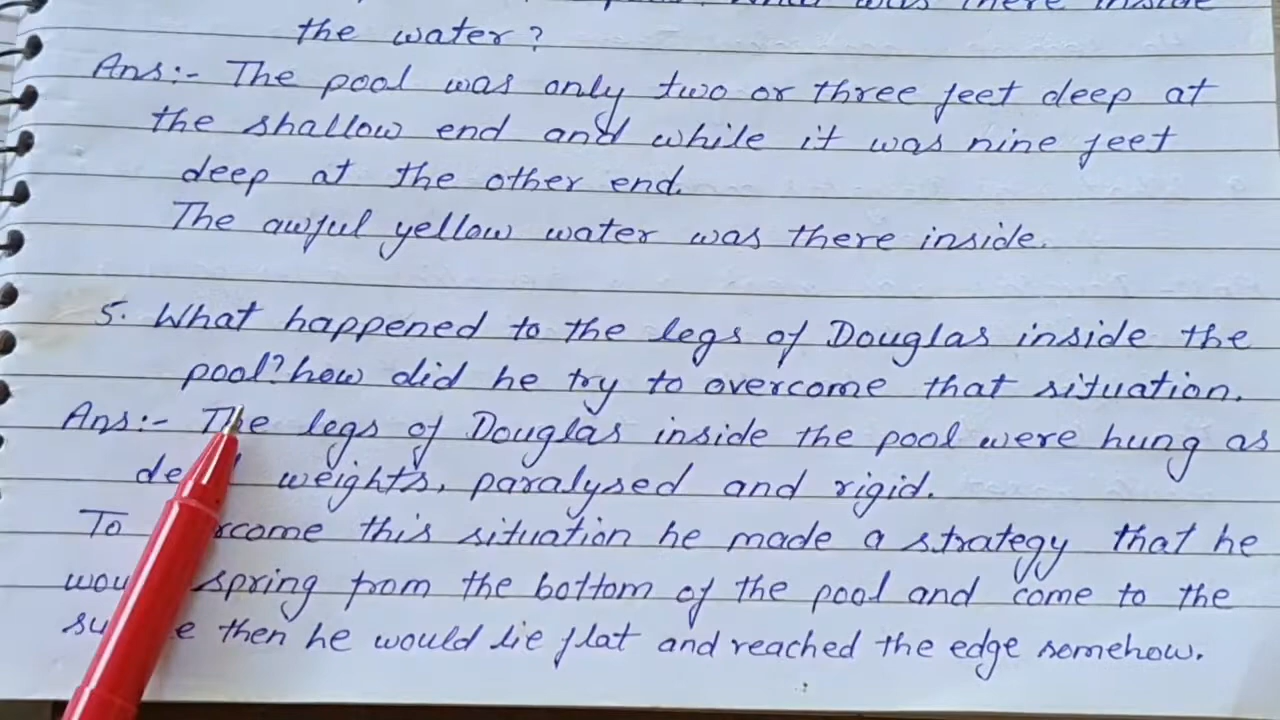 was there inside
the water?
Ans:- The pool was only two or three feet deep at
the shallow end and while it was nine feet
deep at the other end.
The awful yellow water was there inside.
5. What happened to the legs of Douglas inside the
pool? how did he try to overcome that situation.
Ans:- The legs of Douglas inside the pool were hung as
weights, paralysed and rigid.
To this situation he made a strategy that he
spring from the bottom of the pool and come to the
then he would lie flat and reached the edge somehow.